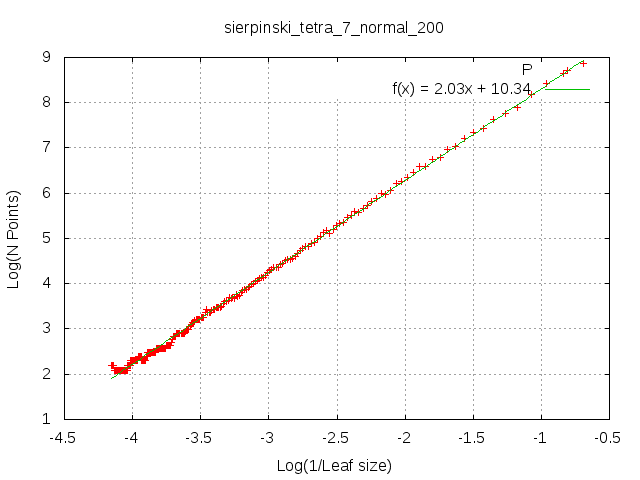 sierpinski_tetra_7_normal_200
9
8
7
6
5
4
3
2
1
Log(N Points)
P
f(x) = 2.03x + 10.34
-4.5 -4 -3.5 -3 -2.5 -2 -1.5 -1 -0.5
Log(1/Leaf size)